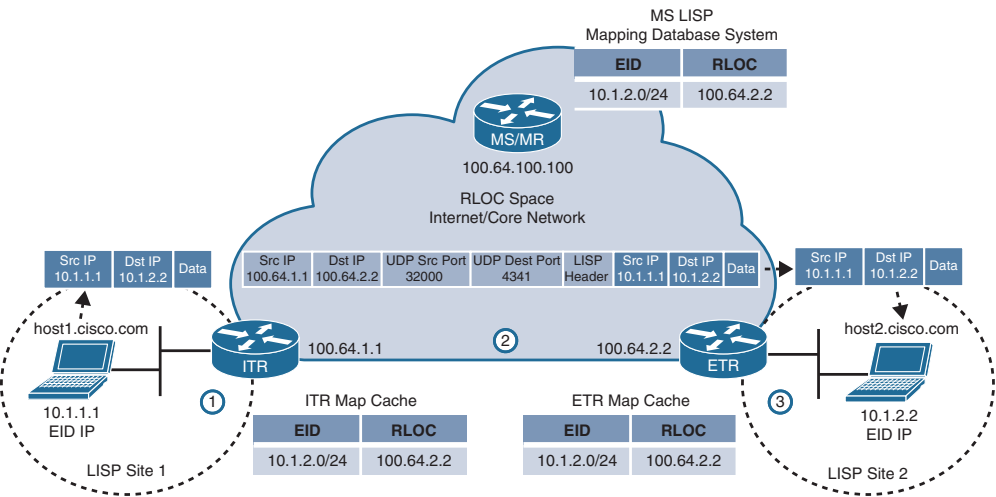 MS LISP
Mapping Database System
EID RLOC
10.1.2.0/24 100.64.2.2
MS/MR
100.64.100.100
RLOC Space
Internet/Core Network
Src IP
10.1.1.1
Dst IP
10.1.2.2
Data
Src IP
100.64.1.1
Dst IP
100.64.2.2
UDP Src Port
32000
UDP Dest Port
4341
LISP
Header
Src IP
10.1.1.1
Dst IP
10.1.2.2
Data
Src IP
10.1.1.1
Dst IP
10.1.2.2
Data
host1.cisco.com
ITR
100.64.1.1
2
100.64.2.2
ETR
host2.cisco.com
10.1.1.1
EID IP
1
LISP Site 1
ITR Map Cache
EID RLOC
10.1.2.0/24 100.64.2.2
ETR Map Cache
EID RLOC
10.1.2.0/24 100.64.2.2
3
10.1.2.2
EID IP
LISP Site 2